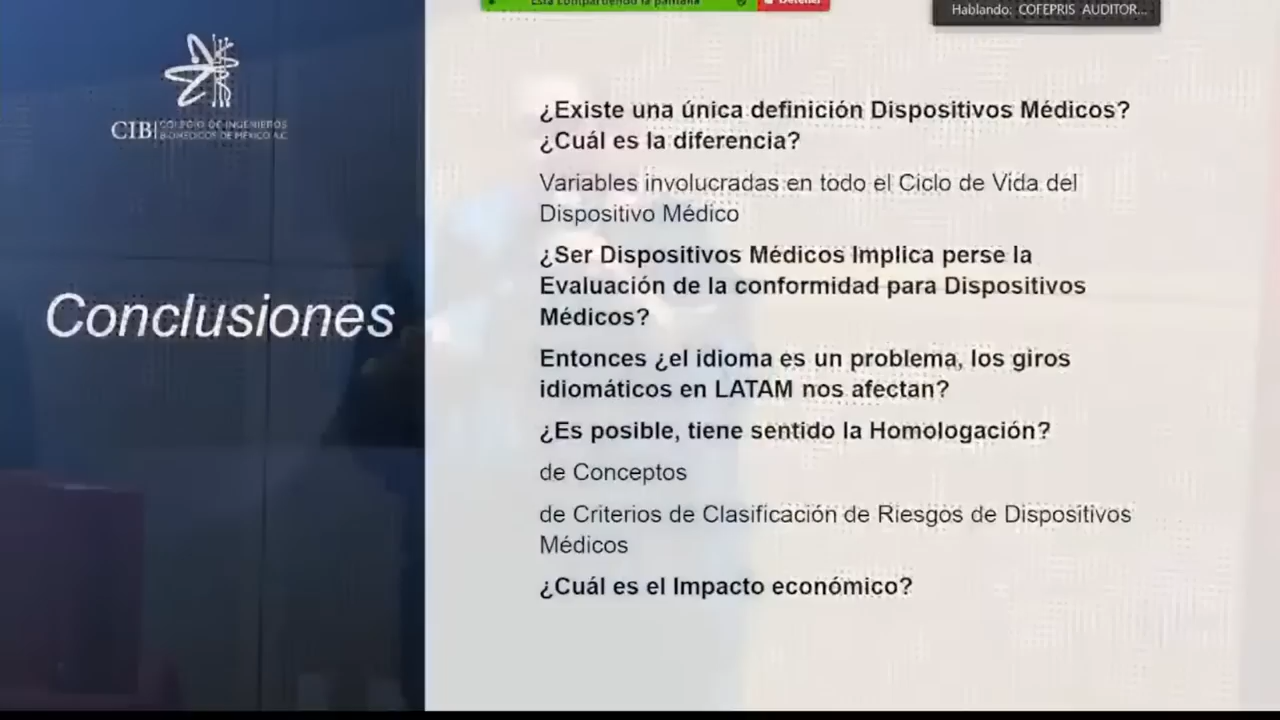 Está compartiendo la pantalla
Detener
Hablando: COFEPRIS AUDITOR...
CIB
COLEGIO DE INGENIEROS
BIOMÉDICOS DE MÉXICO A.C
Conclusiones
¿Existe una única definición Dispositivos Médicos?
¿Cuál es la diferencia?
Variables involucradas en todo el Ciclo de Vida del
Dispositivo Médico
¿Ser Dispositivos Médicos Implica perse la
Evaluación de la conformidad para Dispositivos
Médicos?
Entonces ¿el idioma es un problema, los giros
idiomáticos en LATAM nos afectan?
¿Es posible, tiene sentido la Homologación?
de Conceptos
de Criterios de Clasificación de Riesgos de Dispositivos
Médicos
¿Cuál es el Impacto económico?